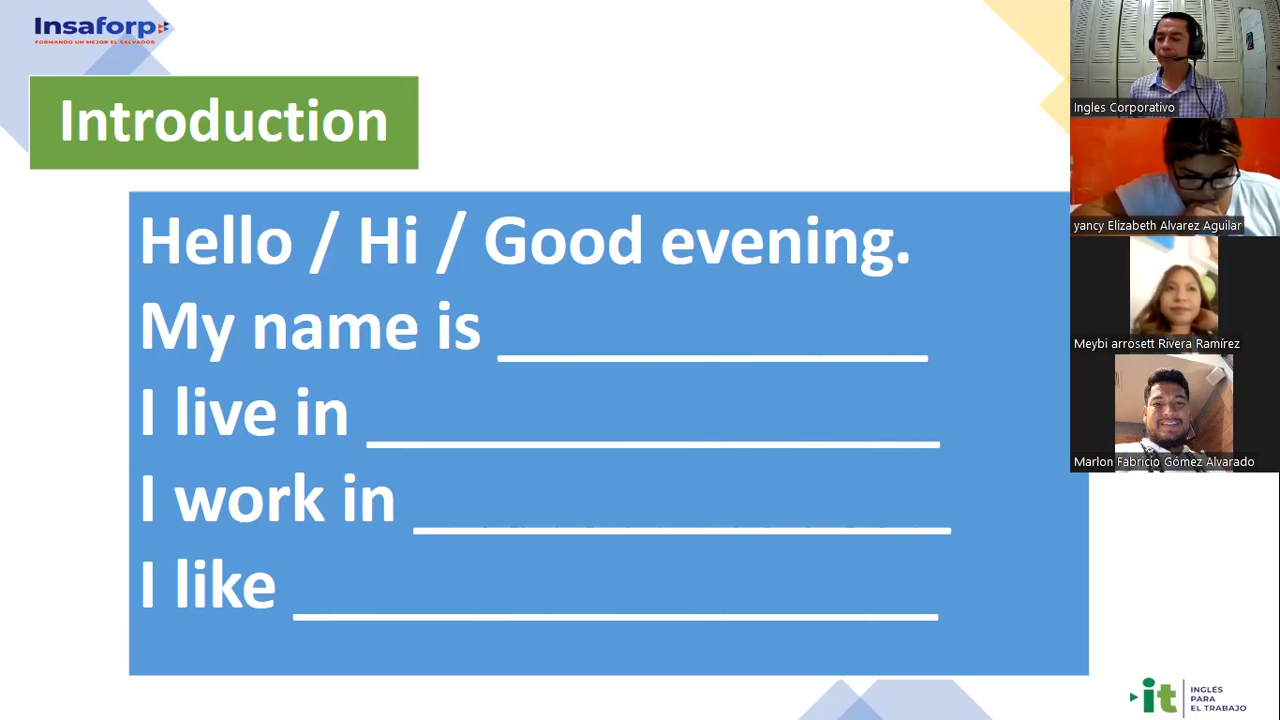 Insaforp
FORMANDO UN MEJOR EL SALVADOR
Introduction
Hello / Hi / Good evening.
My name is _______________
I live in ____________________
I work in ___________________
I like _______________________
Ingles Corporativo
yancy Elizabeth Alvarez Aguilar
Meybi arrosett Rivera Ramírez
Marlon Fabricio Gómez Alvarado
it
INGLÉS
PARA
EL TRABAJO